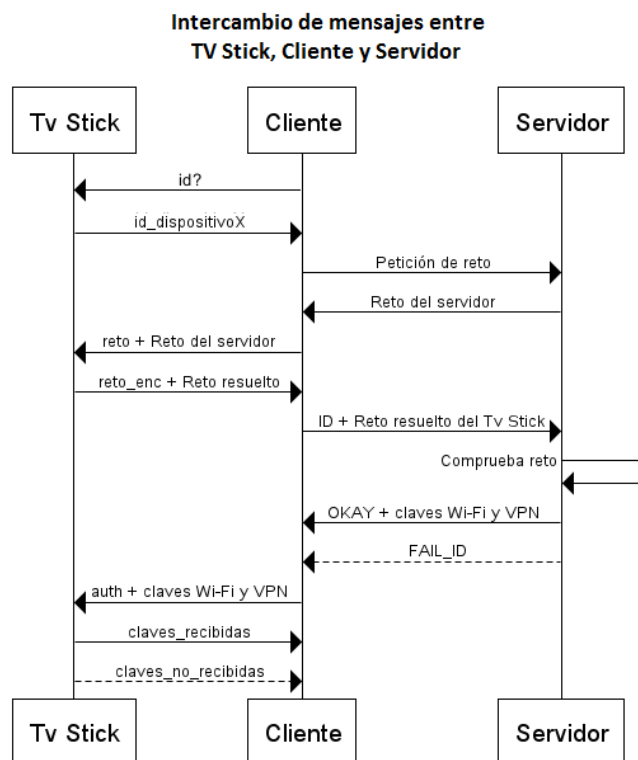 Intercambio de mensajes entre
TV Stick, Cliente y Servidor
Tv Stick
Cliente
Servidor
id?
id_dispositivoX
Petición de reto
Reto del servidor
reto + Reto del servidor
reto_enc + Reto resuelto
ID + Reto resuelto del Tv Stick
Comprueba reto
OKAY + claves Wi-Fi y VPN
FAIL_ID
auth + claves Wi-Fi y VPN
claves_recibidas
claves_no_recibidas
Tv Stick
Cliente
Servidor